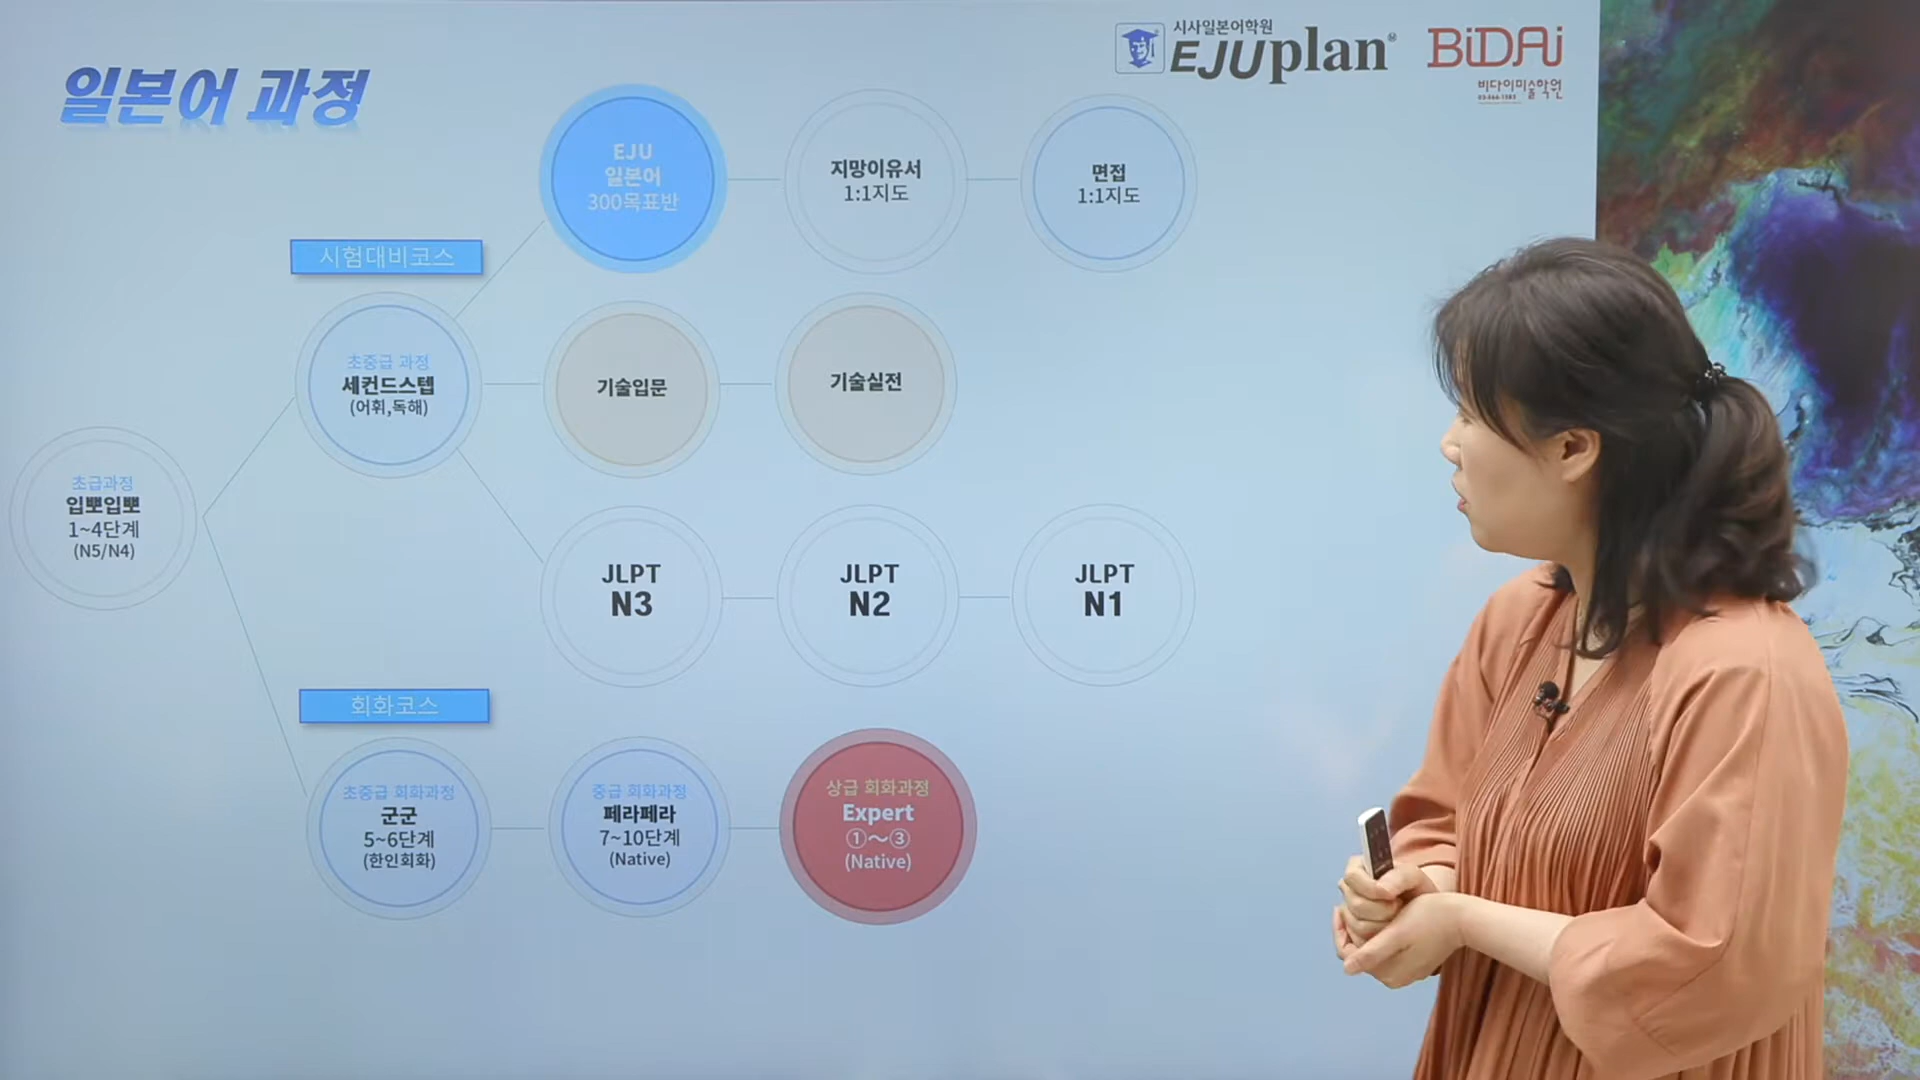 일본어 과정
시사일본어학원
EJUplan
BiDAi
비다이미술학원
EJU
일본어
300목표반
지망이유서
1:1지도
면접
1:1지도
시험대비코스
초중급 과정
세컨드스텝
(어휘,독해)
기술입문
기술실전
초급과정
입뽀입뽀
1~4단계
(N5/N4)
JLPT
N3
JLPT
N2
JLPT
N1
회화코스
초중급 회화과정
군군
5~6단계
(한인회화)
중급 회화과정
페라페라
7~10단계
(Native)
상급 회화과정
Expert
①～③
(Native)